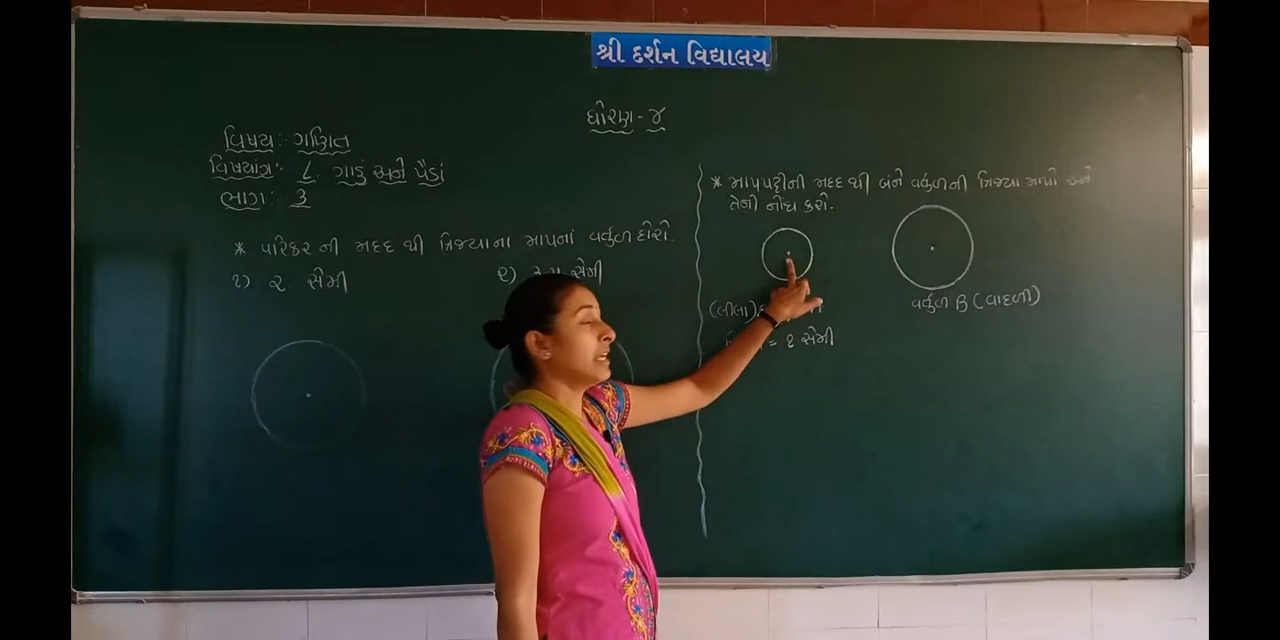 શ્રી દર્શન વિદ્યાલય
ધોરણ - ૪
વિષય:- ગણિત
વિષયાંગ: ૮. ગાડું અને પૈડાં
ભાગ: ૩
* પરિકર ની મદદ થી ત્રિજ્યાના માપનાં વર્તુળ દોરો.
૧) ૨ સેમી
૨) સેમી
* માપપટ્ટીની મદદ થી બંને વર્તુળની ત્રિજ્યા માપો અને
તેની નોંધ કરો.
(લીલા)
= ૧ સેમી
વર્તુળ B (વાદળી)